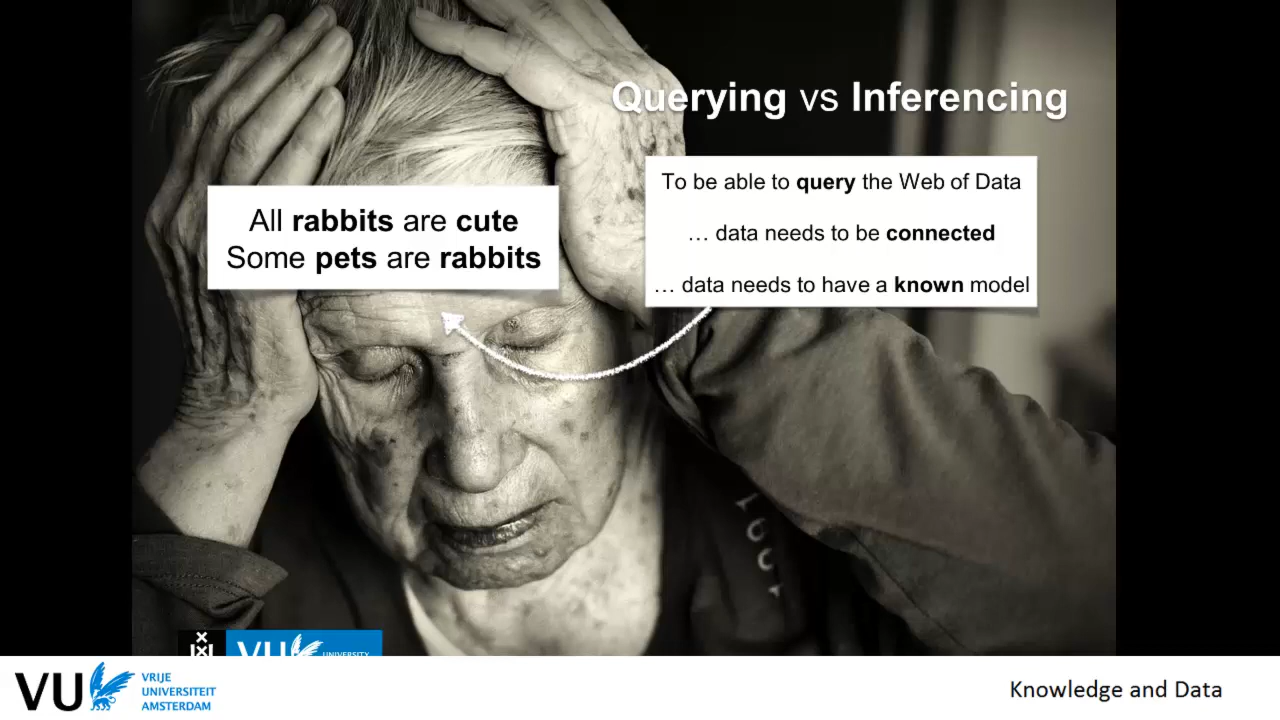 Querying vs Inferencing
All rabbits are cute
Some pets are rabbits
To be able to query the Web of Data
… data needs to be connected
… data needs to have a known model
VU
UNIVERSITY
VU
VRIJE
UNIVERSITEIT
AMSTERDAM
Knowledge and Data